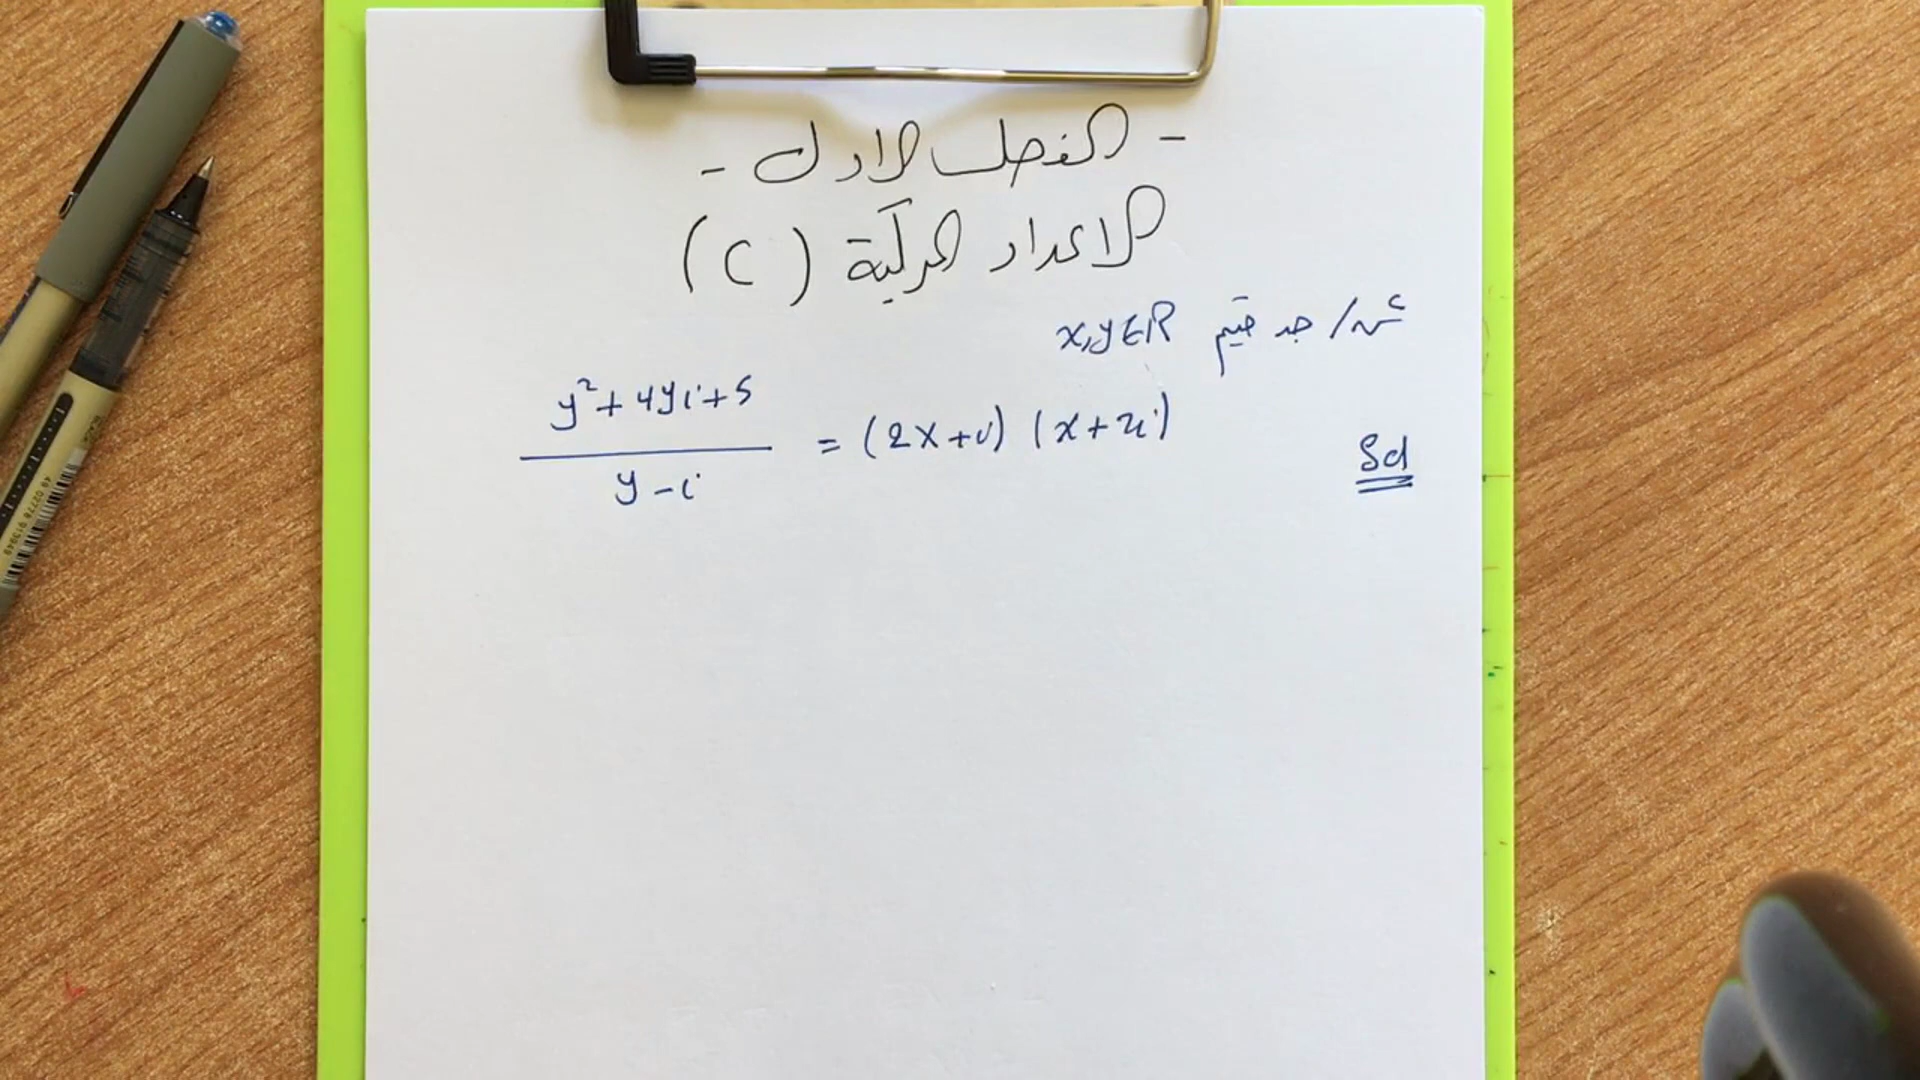 - الفصل الاول -
الاعداد المركبة (C)
س/ جد قيم x,y∈R
y²+4yi+5 / y-i = (2x+i) (x+2i)
Sol